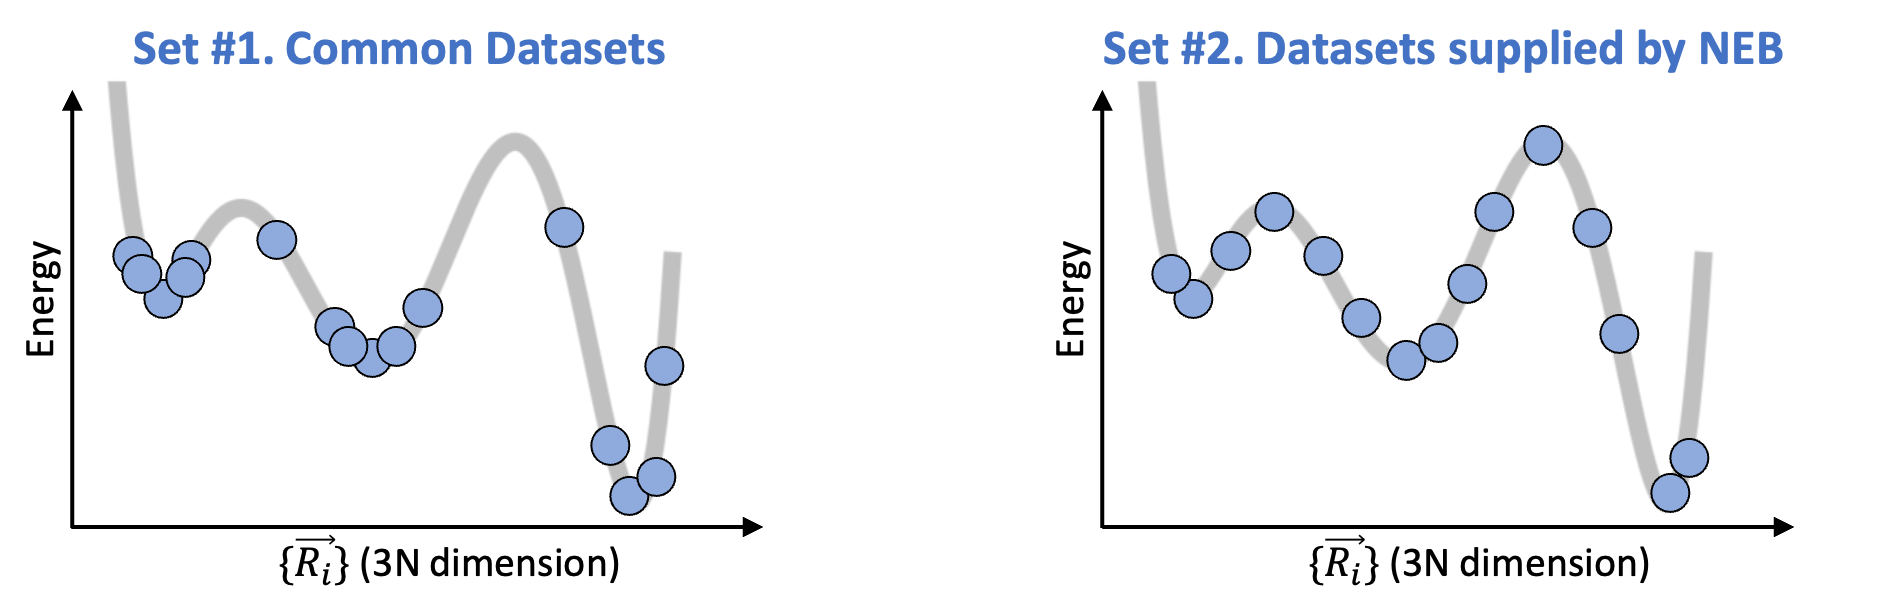 Set #1. Common Datasets
Energy
{$\overrightarrow{R_i}$} (3N dimension)
Set #2. Datasets supplied by NEB
Energy
{$\overrightarrow{R_i}$} (3N dimension)